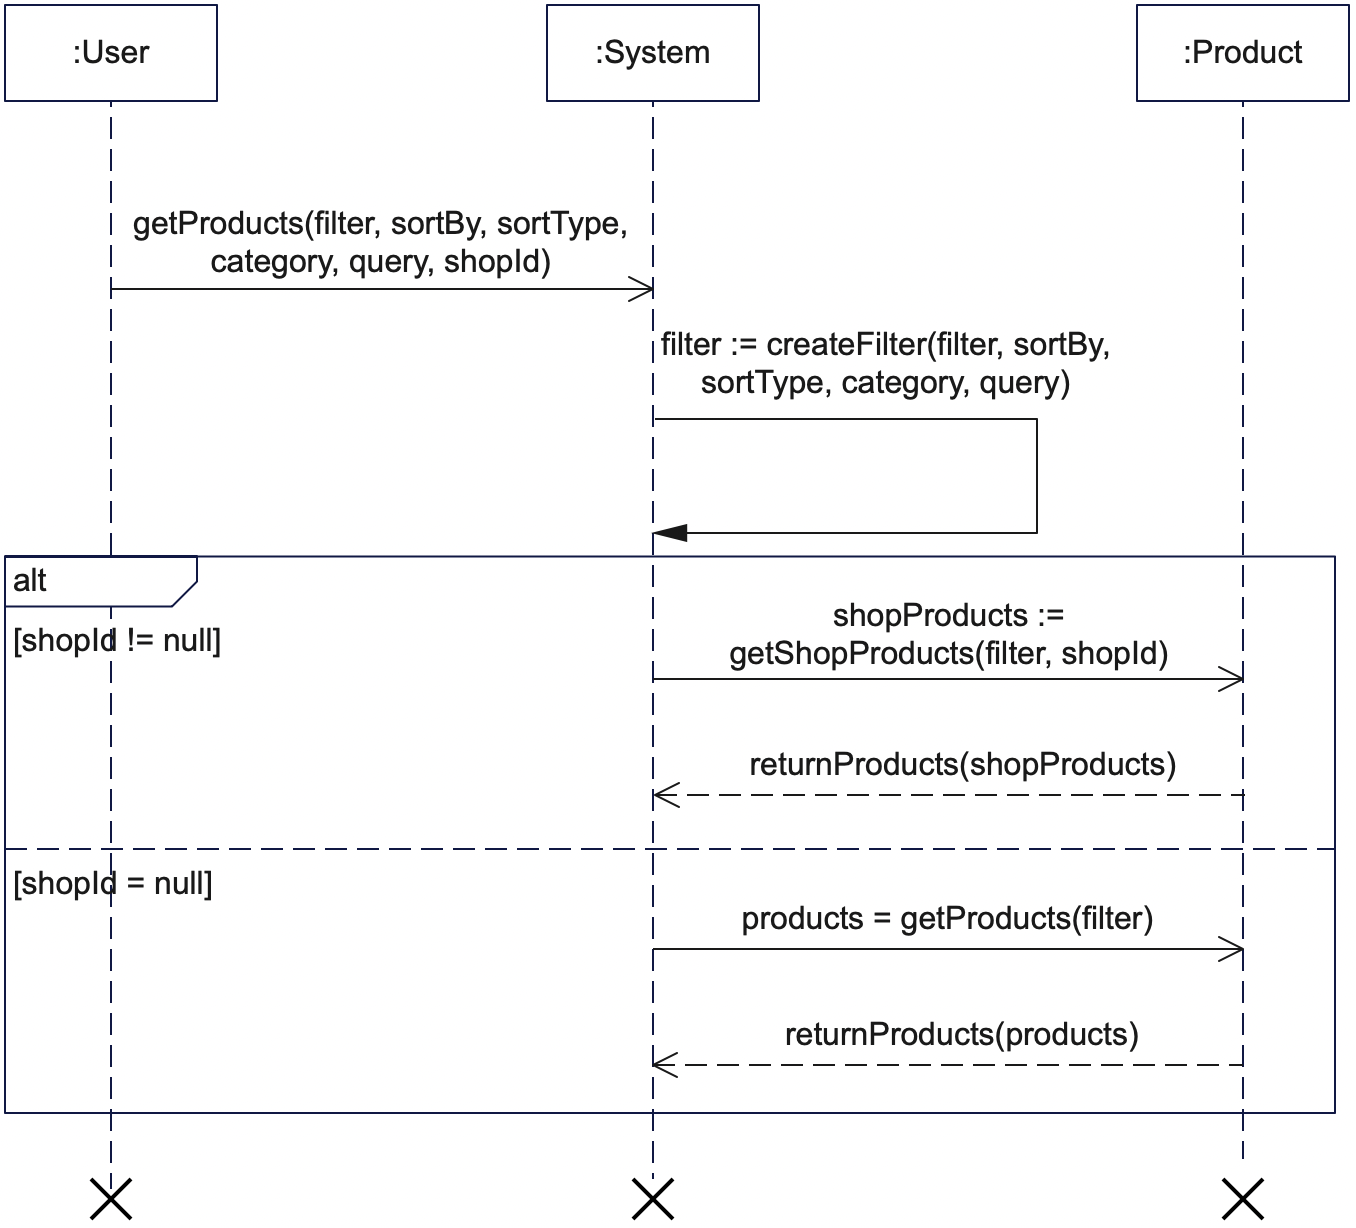 :User
:System
:Product
getProducts(filter, sortBy, sortType,
category, query, shopId)
filter := createFilter(filter, sortBy,
sortType, category, query)
alt
[shopId != null]
shopProducts :=
getShopProducts(filter, shopId)
returnProducts(shopProducts)
[shopId = null]
products = getProducts(filter)
returnProducts(products)